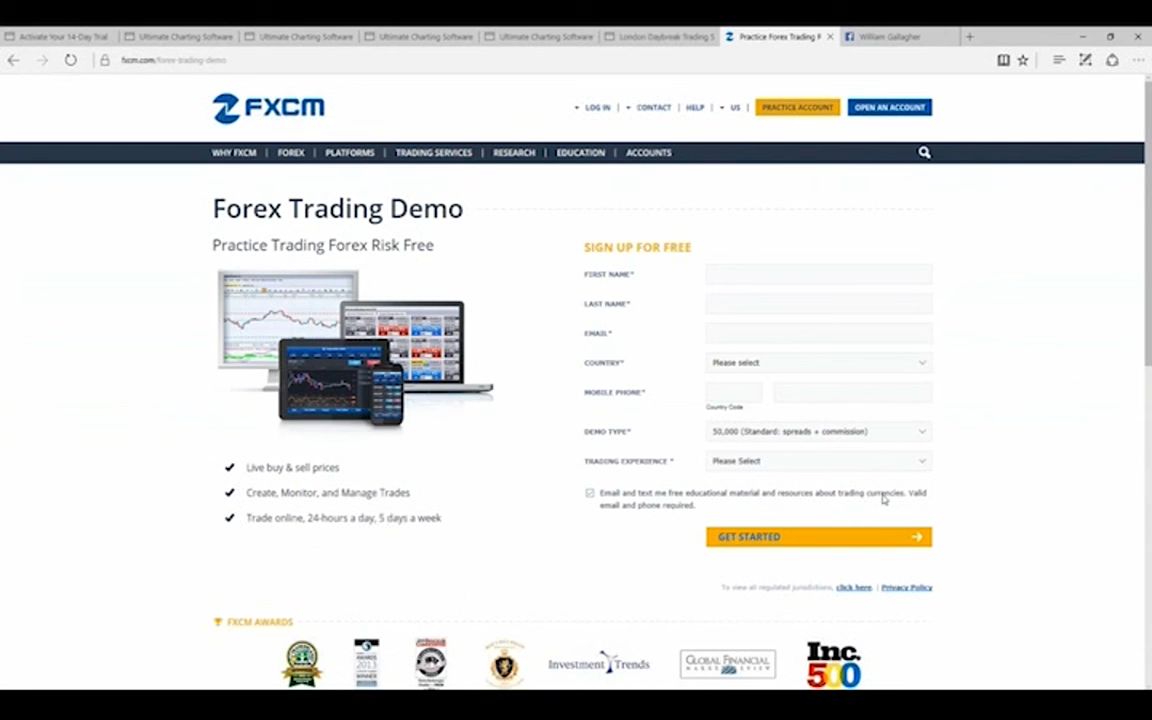 Activate Your 14-Day Trial
Ultimate Charting Software
Ultimate Charting Software
Ultimate Charting Software
Ultimate Charting Software
London Daybreak Trading S
Practice Forex Trading F
William Gallagher
fxcm.com/forex-trading-demo
FXCM
LOG IN | CONTACT | HELP | US | PRACTICE ACCOUNT OPEN AN ACCOUNT
WHY FXCM | FOREX | PLATFORMS | TRADING SERVICES | RESEARCH | EDUCATION | ACCOUNTS
Forex Trading Demo
Practice Trading Forex Risk Free
Live buy & sell prices
Create, Monitor, and Manage Trades
Trade online, 24-hours a day, 5 days a week
SIGN UP FOR FREE
FIRST NAME*
LAST NAME*
EMAIL*
COUNTRY* Please select
MOBILE PHONE*
Country Code
DEMO TYPE* 50,000 (Standard: spreads + commission)
TRADING EXPERIENCE * Please Select
Email and text me free educational material and resources about trading currencies. Valid
email and phone required.
GET STARTED
To view all regulated jurisdictions, click here. | Privacy Policy
FXCM AWARDS
AWARDS 2013 WINNER
Investment Trends
GLOBAL FINANCIAL
Inc.
500